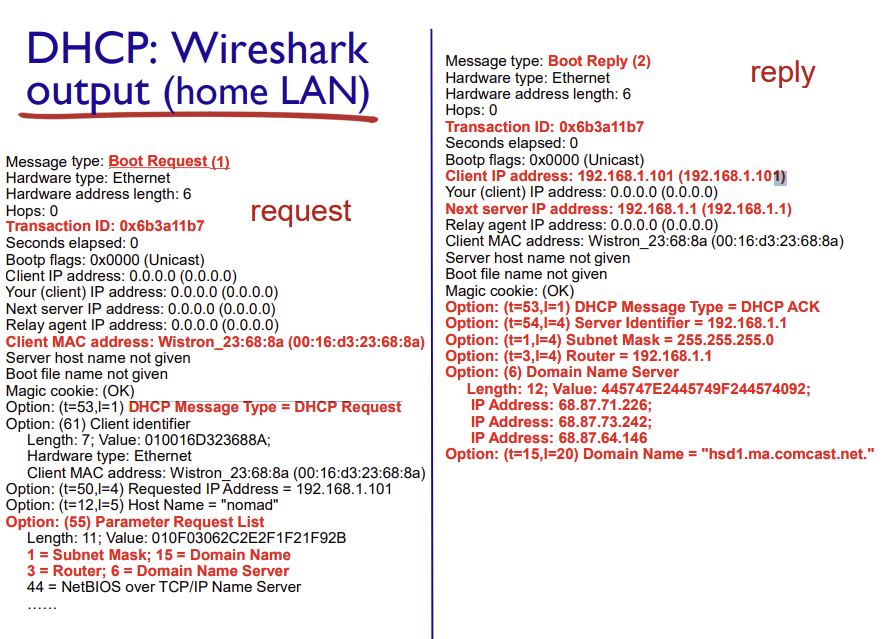 DHCP: Wireshark
output (home LAN)
Message type: Boot Request (1)
Hardware type: Ethernet
Hardware address length: 6
Hops: 0
Transaction ID: 0x6b3a11b7
Seconds elapsed: 0
Bootp flags: 0x0000 (Unicast)
Client IP address: 0.0.0.0 (0.0.0.0)
Your (client) IP address: 0.0.0.0 (0.0.0.0)
Next server IP address: 0.0.0.0 (0.0.0.0)
Relay agent IP address: 0.0.0.0 (0.0.0.0)
Client MAC address: Wistron_23:68:8a (00:16:d3:23:68:8a)
Server host name not given
Boot file name not given
Magic cookie: (OK)
Option: (t=53,l=1) DHCP Message Type = DHCP Request
Option: (61) Client identifier
Length: 7; Value: 010016D323688A;
Hardware type: Ethernet
Client MAC address: Wistron_23:68:8a (00:16:d3:23:68:8a)
Option: (t=50,l=4) Requested IP Address = 192.168.1.101
Option: (t=12,l=5) Host Name = "nomad"
Option: (55) Parameter Request List
Length: 11; Value: 010F03062C2E2F1F21F92B
1 = Subnet Mask; 15 = Domain Name
3 = Router; 6 = Domain Name Server
44 = NetBIOS over TCP/IP Name Server
……
request
Message type: Boot Reply (2)
Hardware type: Ethernet
Hardware address length: 6
Hops: 0
Transaction ID: 0x6b3a11b7
Seconds elapsed: 0
Bootp flags: 0x0000 (Unicast)
Client IP address: 192.168.1.101 (192.168.1.101)
Your (client) IP address: 0.0.0.0 (0.0.0.0)
Next server IP address: 192.168.1.1 (192.168.1.1)
Relay agent IP address: 0.0.0.0 (0.0.0.0)
Client MAC address: Wistron_23:68:8a (00:16:d3:23:68:8a)
Server host name not given
Boot file name not given
Magic cookie: (OK)
Option: (t=53,l=1) DHCP Message Type = DHCP ACK
Option: (t=54,l=4) Server Identifier = 192.168.1.1
Option: (t=1,l=4) Subnet Mask = 255.255.255.0
Option: (t=3,l=4) Router = 192.168.1.1
Option: (6) Domain Name Server
Length: 12; Value: 445747E2445749F244574092;
IP Address: 68.87.71.226;
IP Address: 68.87.73.242;
IP Address: 68.87.64.146
Option: (t=15,l=20) Domain Name = "hsd1.ma.comcast.net."
reply